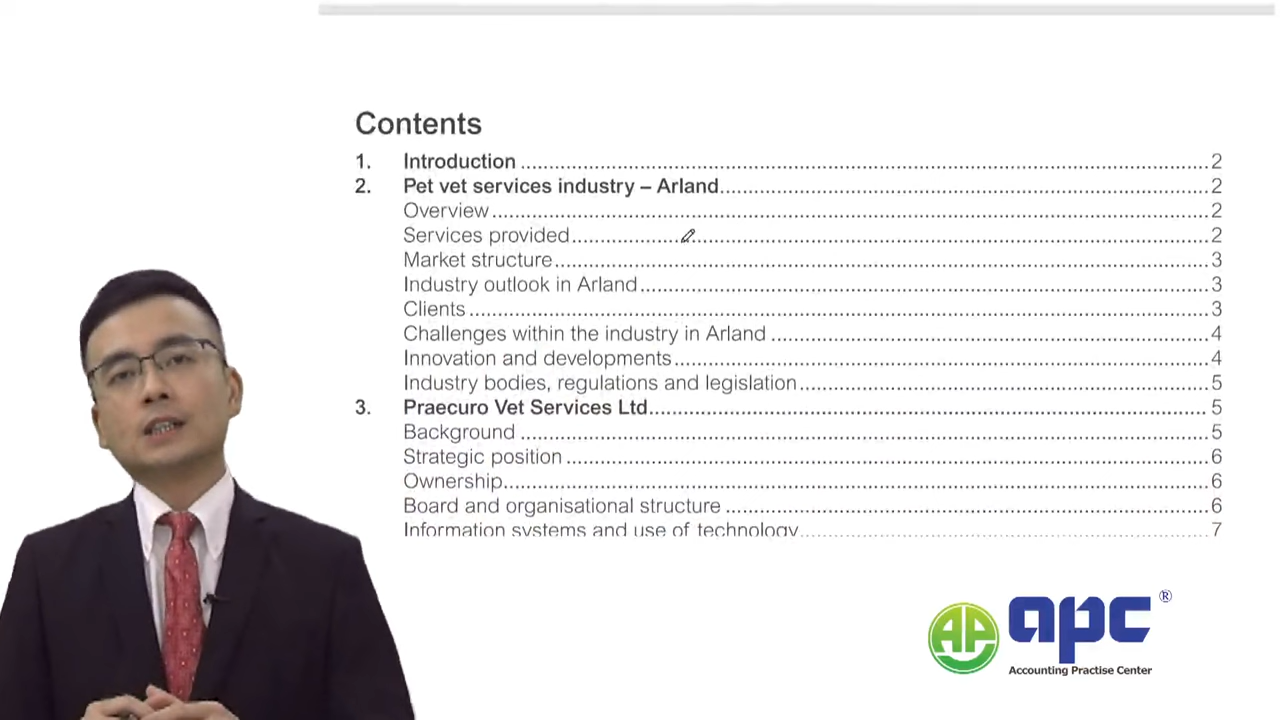 Contents
1. Introduction ........ 2
2. Pet vet services industry – Arland ........ 2
Overview ........ 2
Services provided ........ 2
Market structure ........ 3
Industry outlook in Arland ........ 3
Clients ........ 3
Challenges within the industry in Arland ........ 4
Innovation and developments ........ 4
Industry bodies, regulations and legislation ........ 5
3. Praecuro Vet Services Ltd ........ 5
Background ........ 5
Strategic position ........ 6
Ownership ........ 6
Board and organisational structure ........ 6
Information systems and use of technology ........ 7
AP apc ®
Accounting Practise Center